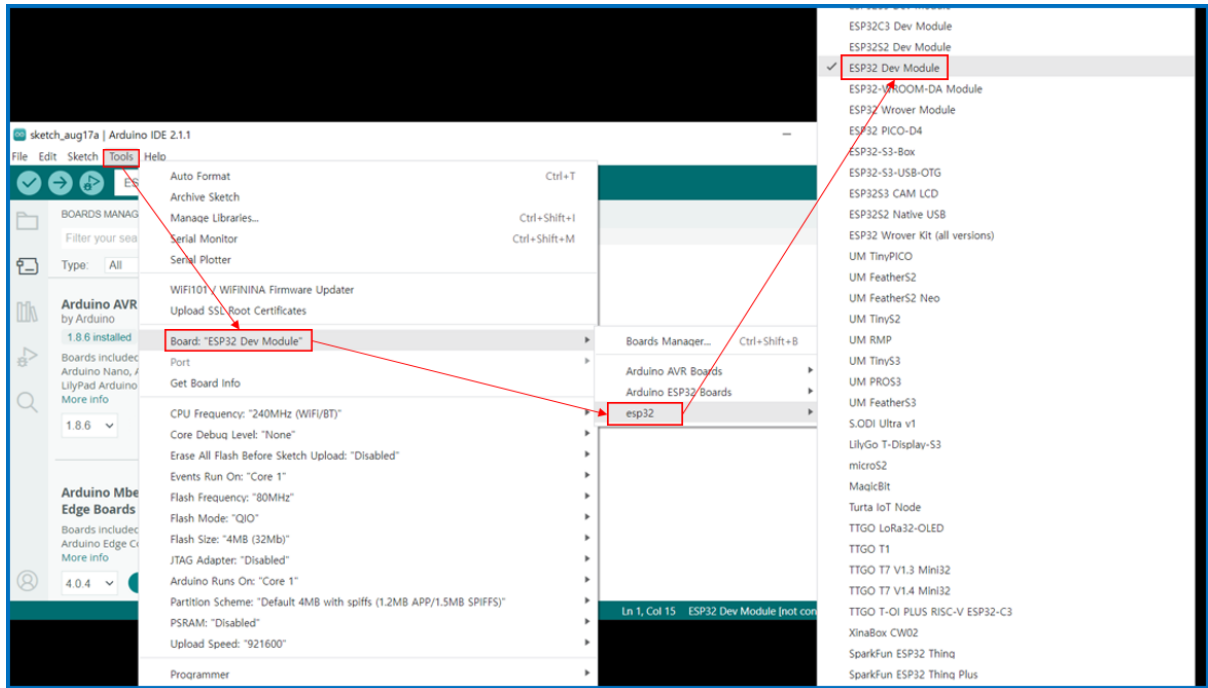 sketch_aug17a | Arduino IDE 2.1.1
File Edit Sketch Tools Help
ES
BOARDS MANAG
Filter your sea
Type: All
Arduino AVR
by Arduino
1.8.6 installed
Boards included
Arduino Nano, A
LilyPad Arduino
More info
1.8.6
Arduino Mbe
Edge Boards
Boards included
Arduino Edge Co
More info
4.0.4
Auto Format Ctrl+T
Archive Sketch
Manage Libraries... Ctrl+Shift+I
Serial Monitor Ctrl+Shift+M
Serial Plotter
WiFi101 / WiFiNINA Firmware Updater
Upload SSL Root Certificates
Board: "ESP32 Dev Module"
Port
Get Board Info
CPU Frequency: "240MHz (WiFi/BT)"
Core Debug Level: "None"
Erase All Flash Before Sketch Upload: "Disabled"
Events Run On: "Core 1"
Flash Frequency: "80MHz"
Flash Mode: "QIO"
Flash Size: "4MB (32Mb)"
JTAG Adapter: "Disabled"
Arduino Runs On: "Core 1"
Partition Scheme: "Default 4MB with spiffs (1.2MB APP/1.5MB SPIFFS)"
PSRAM: "Disabled"
Upload Speed: "921600"
Programmer
Boards Manager... Ctrl+Shift+B
Arduino AVR Boards
Arduino ESP32 Boards
esp32
Ln 1, Col 15 ESP32 Dev Module [not con
ESP32C3 Dev Module
ESP32S2 Dev Module
ESP32 Dev Module
ESP32-WROOM-DA Module
ESP32 Wrover Module
ESP32 PICO-D4
ESP32-S3-Box
ESP32-S3-USB-OTG
ESP32S3 CAM LCD
ESP32S2 Native USB
ESP32 Wrover Kit (all versions)
UM TinyPICO
UM FeatherS2
UM FeatherS2 Neo
UM TinyS2
UM RMP
UM TinyS3
UM PROS3
UM FeatherS3
S.ODI Ultra v1
LilyGo T-Display-S3
microS2
MagicBit
Turta IoT Node
TTGO LoRa32-OLED
TTGO T1
TTGO T7 V1.3 Mini32
TTGO T7 V1.4 Mini32
TTGO T-OI PLUS RISC-V ESP32-C3
XinaBox CW02
SparkFun ESP32 Thing
SparkFun ESP32 Thing Plus